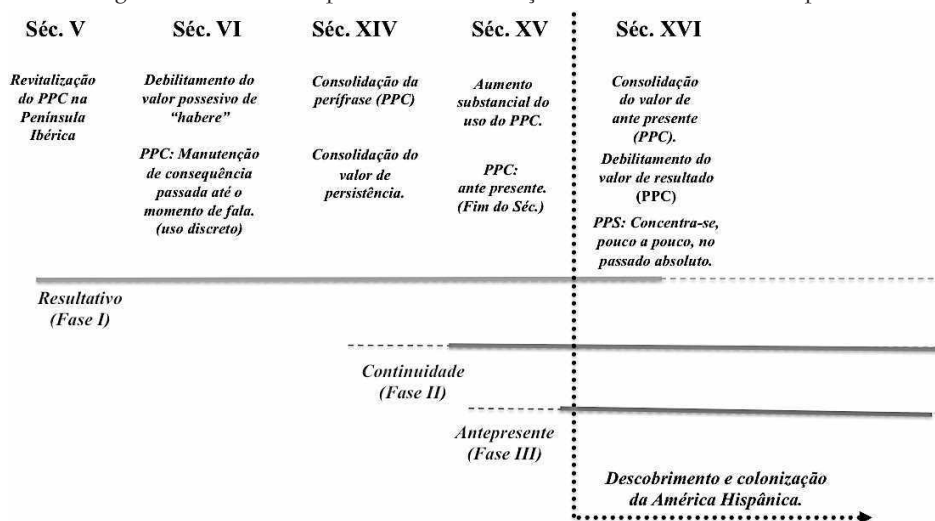 Séc. V
Séc. VI
Séc. XIV
Séc. XV
Séc. XVI
Revitalização
do PPC na
Península
Ibérica
Debilitamento do
valor possesivo de
“habere”
PPC: Manutenção
de consequência
passada até o
momento de fala.
(uso discreto)
Consolidação da
perífrase (PPC)
Consolidação do
valor de
persistência.
Aumento
substancial do
uso do PPC.
PPC:
ante presente.
(Fim do Séc.)
Consolidação
do valor de
ante presente
(PPC).
Debilitamento do
valor de resultado
(PPC)
PPS: Concentra-se,
pouco a pouco, no
passado absoluto.
Resultativo
(Fase I)
Continuidade
(Fase II)
Antepresente
(Fase III)
Descobrimento e colonização
da América Hispânica.